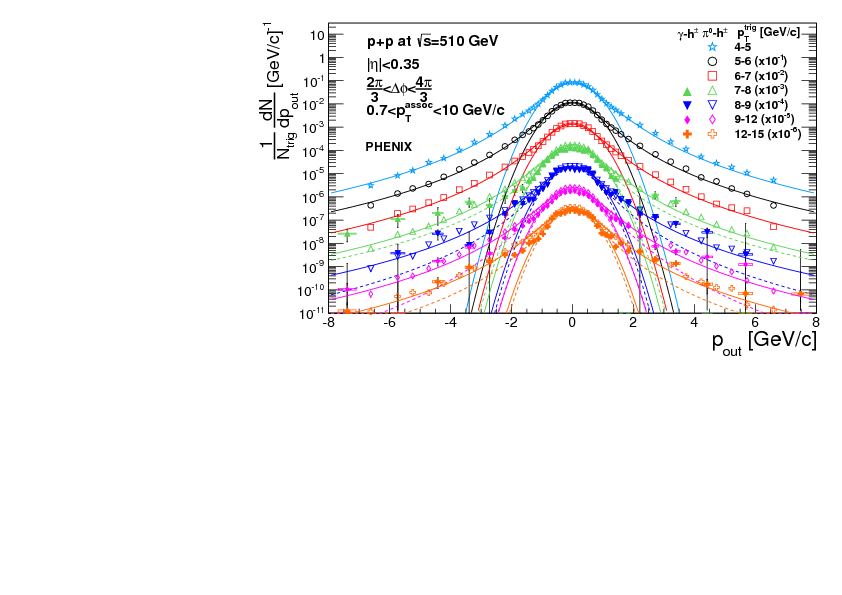 p+p at √s=510 GeV
|η|<0.35
2π/3<Δϕ<4π/3
0.7<p_T^assoc<10 GeV/c
PHENIX
γ-h± π⁰-h± p_T^trig [GeV/c]
4-5
5-6 (x10⁻¹)
6-7 (x10⁻²)
7-8 (x10⁻³)
8-9 (x10⁻⁴)
9-12 (x10⁻⁵)
12-15 (x10⁻⁶)
1/N_trig dN/dp_out [GeV/c]⁻¹
10
1
10⁻¹
10⁻²
10⁻³
10⁻⁴
10⁻⁵
10⁻⁶
10⁻⁷
10⁻⁸
10⁻⁹
10⁻¹⁰
10⁻¹¹
-8 -6 -4 -2 0 2 4 6 8
p_out [GeV/c]